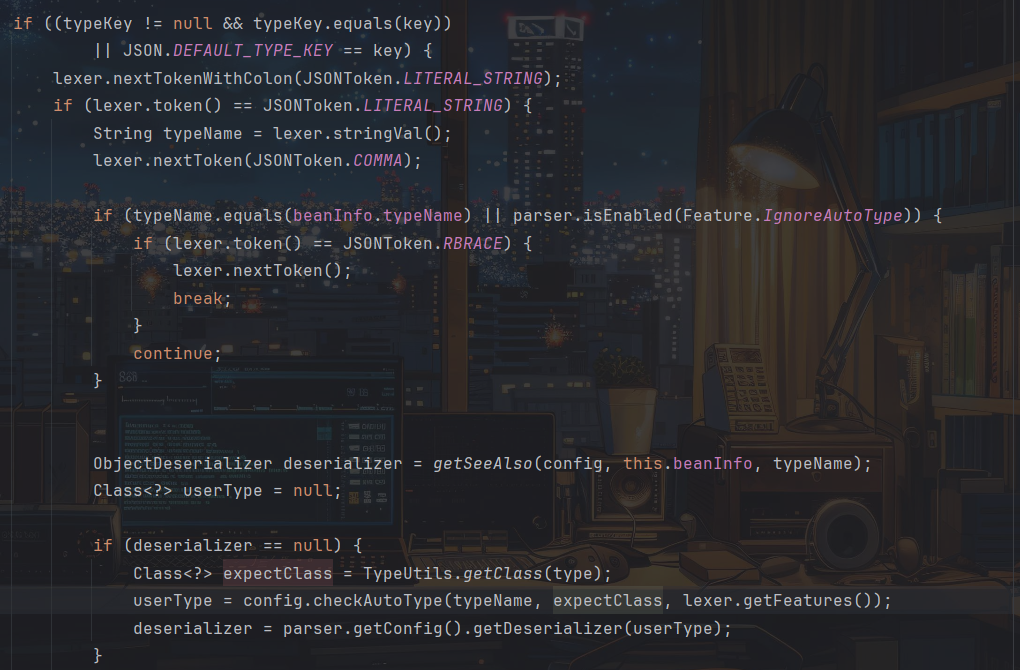 if ((typeKey != null && typeKey.equals(key))
|| JSON.DEFAULT_TYPE_KEY == key) {
lexer.nextTokenWithColon(JSONToken.LITERAL_STRING);
if (lexer.token() == JSONToken.LITERAL_STRING) {
String typeName = lexer.stringVal();
lexer.nextToken(JSONToken.COMMA);
if (typeName.equals(beanInfo.typeName) || parser.isEnabled(Feature.IgnoreAutoType)) {
if (lexer.token() == JSONToken.RBRACE) {
lexer.nextToken();
break;
}
continue;
}
ObjectDeserializer deserializer = getSeeAlso(config, this.beanInfo, typeName);
Class<?> userType = null;
if (deserializer == null) {
Class<?> expectClass = TypeUtils.getClass(type);
userType = config.checkAutoType(typeName, expectClass, lexer.getFeatures());
deserializer = parser.getConfig().getDeserializer(userType);
}